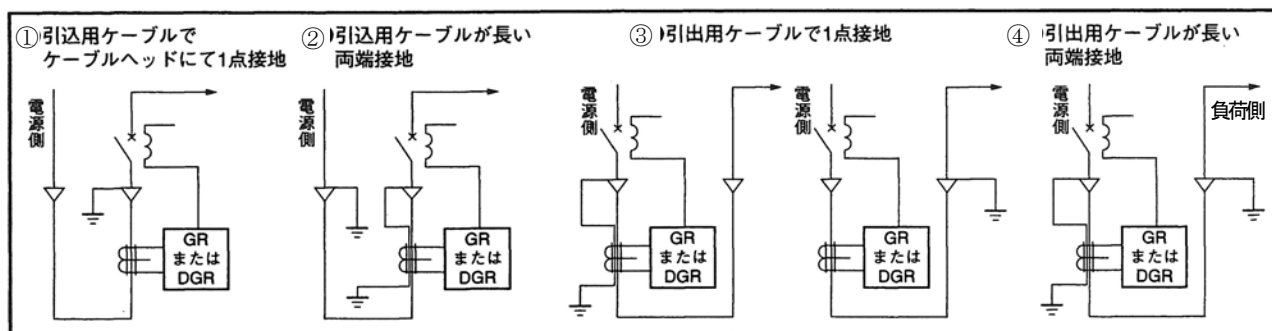 ①引込用ケーブルで
ケーブルヘッドにて1点接地
電源側
GR
または
DGR
②引込用ケーブルが長い
両端接地
電源側
GR
または
DGR
③引出用ケーブルで1点接地
電源側
GR
または
DGR
電源側
GR
または
DGR
④引出用ケーブルが長い
両端接地
電源側
負荷側
GR
または
DGR